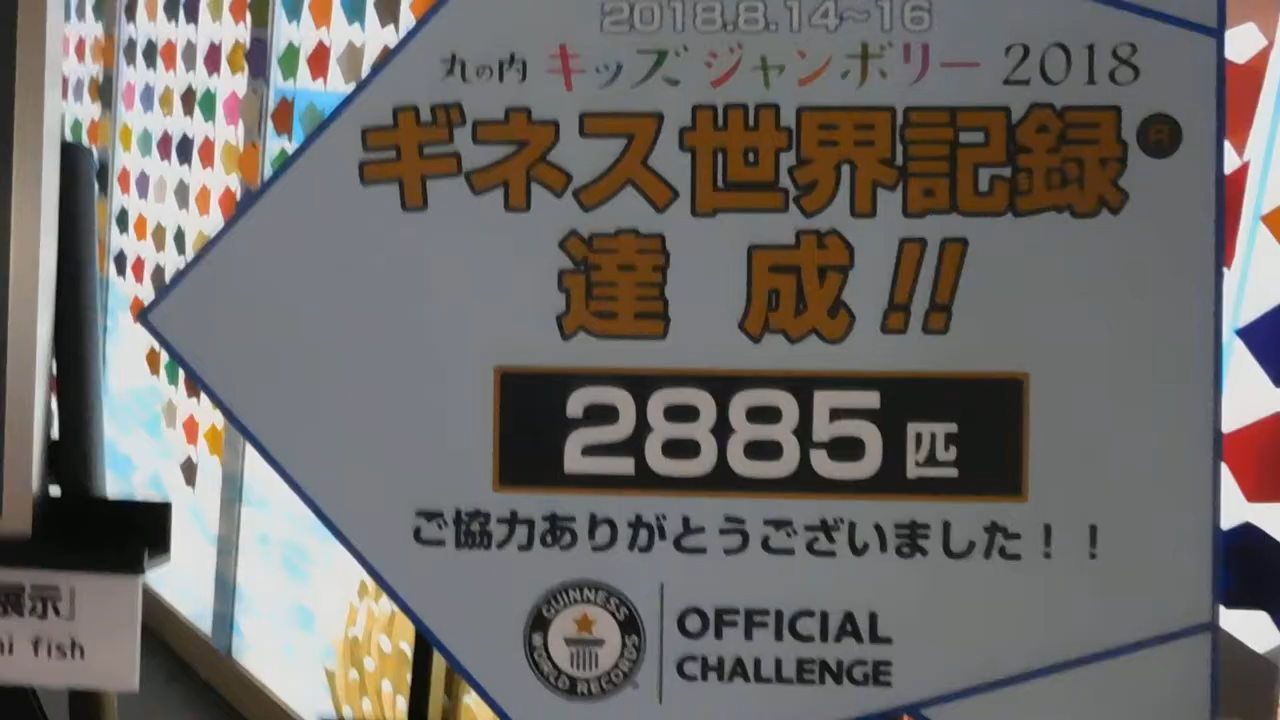 2018.8.14~16
丸の内 キッズジャンボリー 2018
ギネス世界記録®
達成!!
2885匹
ご協力ありがとうございました！！
GUINNESS WORLD RECORDS
OFFICIAL
CHALLENGE
展示」
fish